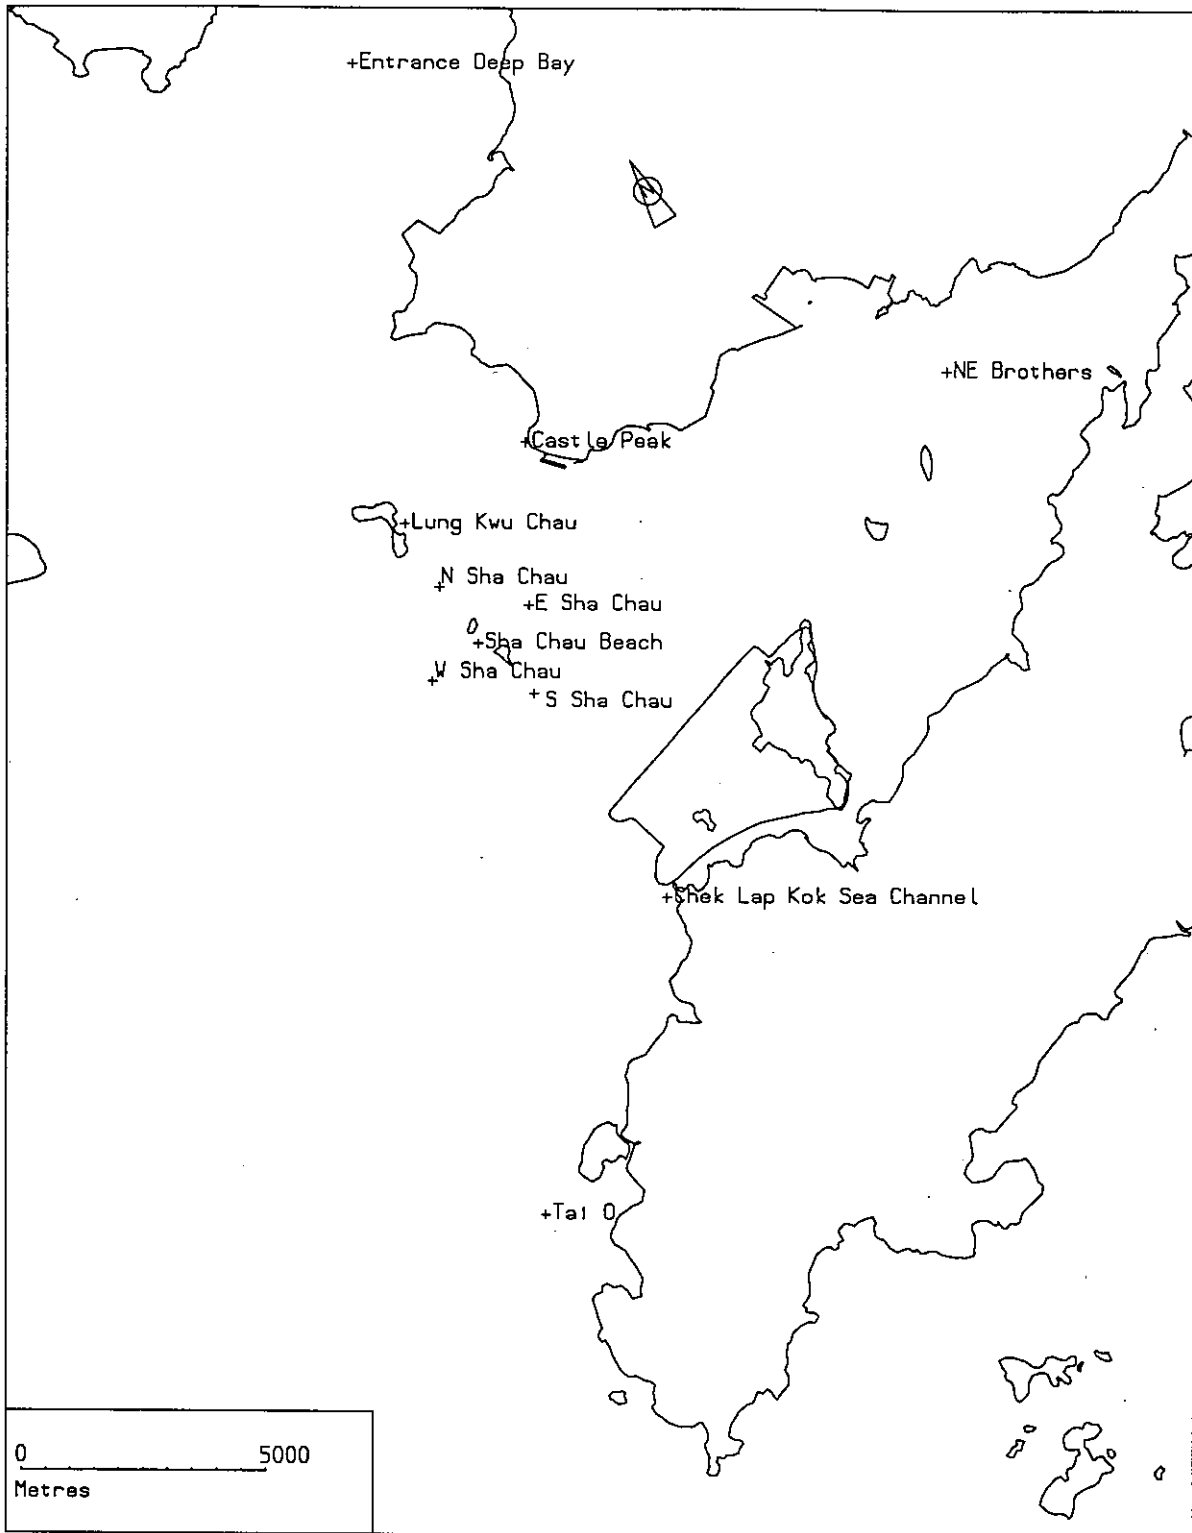 +Entrance Deep Bay
N
+NE Brothers
+Castle Peak
+Lung Kwu Chau
+N Sha Chau
+E Sha Chau
+Sha Chau Beach
+W Sha Chau
+S Sha Chau
+Chek Lap Kok Sea Channel
+Tai O
0 5000
Metres